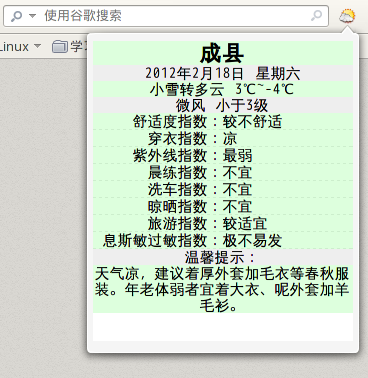 使用谷歌搜索
Linux
成县
2012年2月18日 星期六
小雪转多云 3℃~-4℃
微风 小于3级
舒适度指数：较不舒适
穿衣指数：凉
紫外线指数：最弱
晨练指数：不宜
洗车指数：不宜
晾晒指数：不宜
旅游指数：较适宜
息斯敏过敏指数：极不易发
温馨提示：
天气凉，建议着厚外套加毛衣等春秋服
装。年老体弱者宜着大衣、呢外套加羊
毛衫。